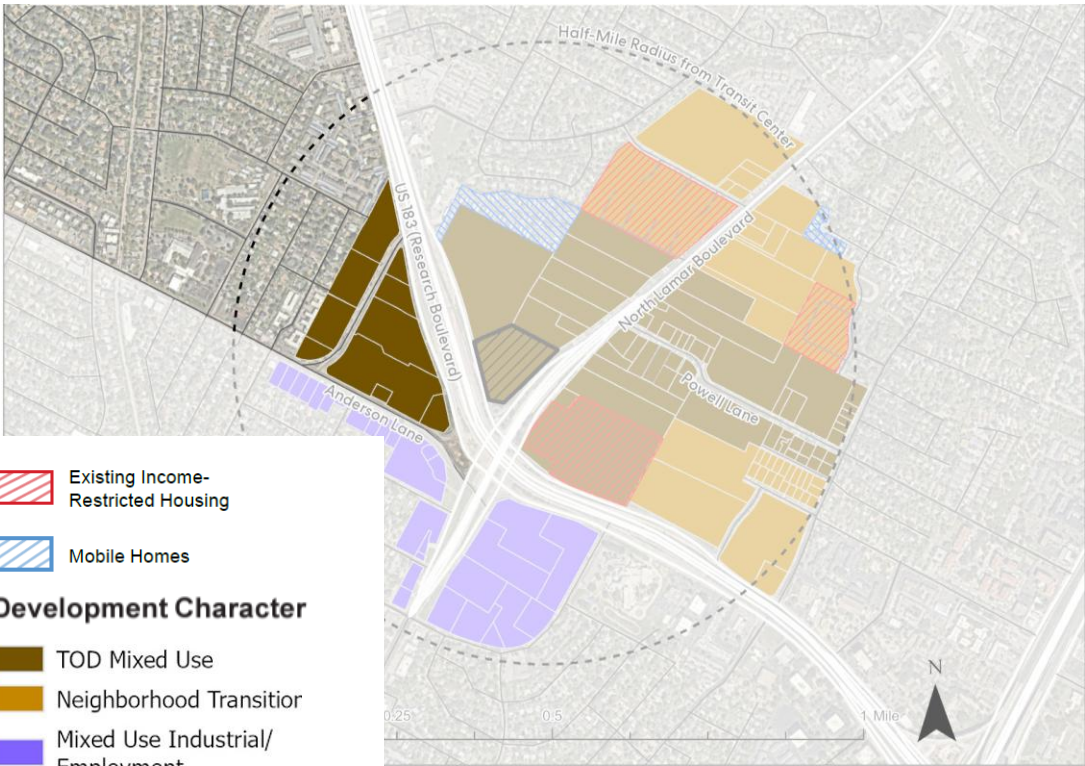 Half-Mile Radius from Transit Center
US 183 (Research Boulevard)
North Lamar Boulevard
Powell Lane
Anderson Lane
Existing Income-
Restricted Housing
Mobile Homes
Development Character
TOD Mixed Use
Neighborhood Transition
Mixed Use Industrial/
Employment
0.25
0.5
1 Mile
N